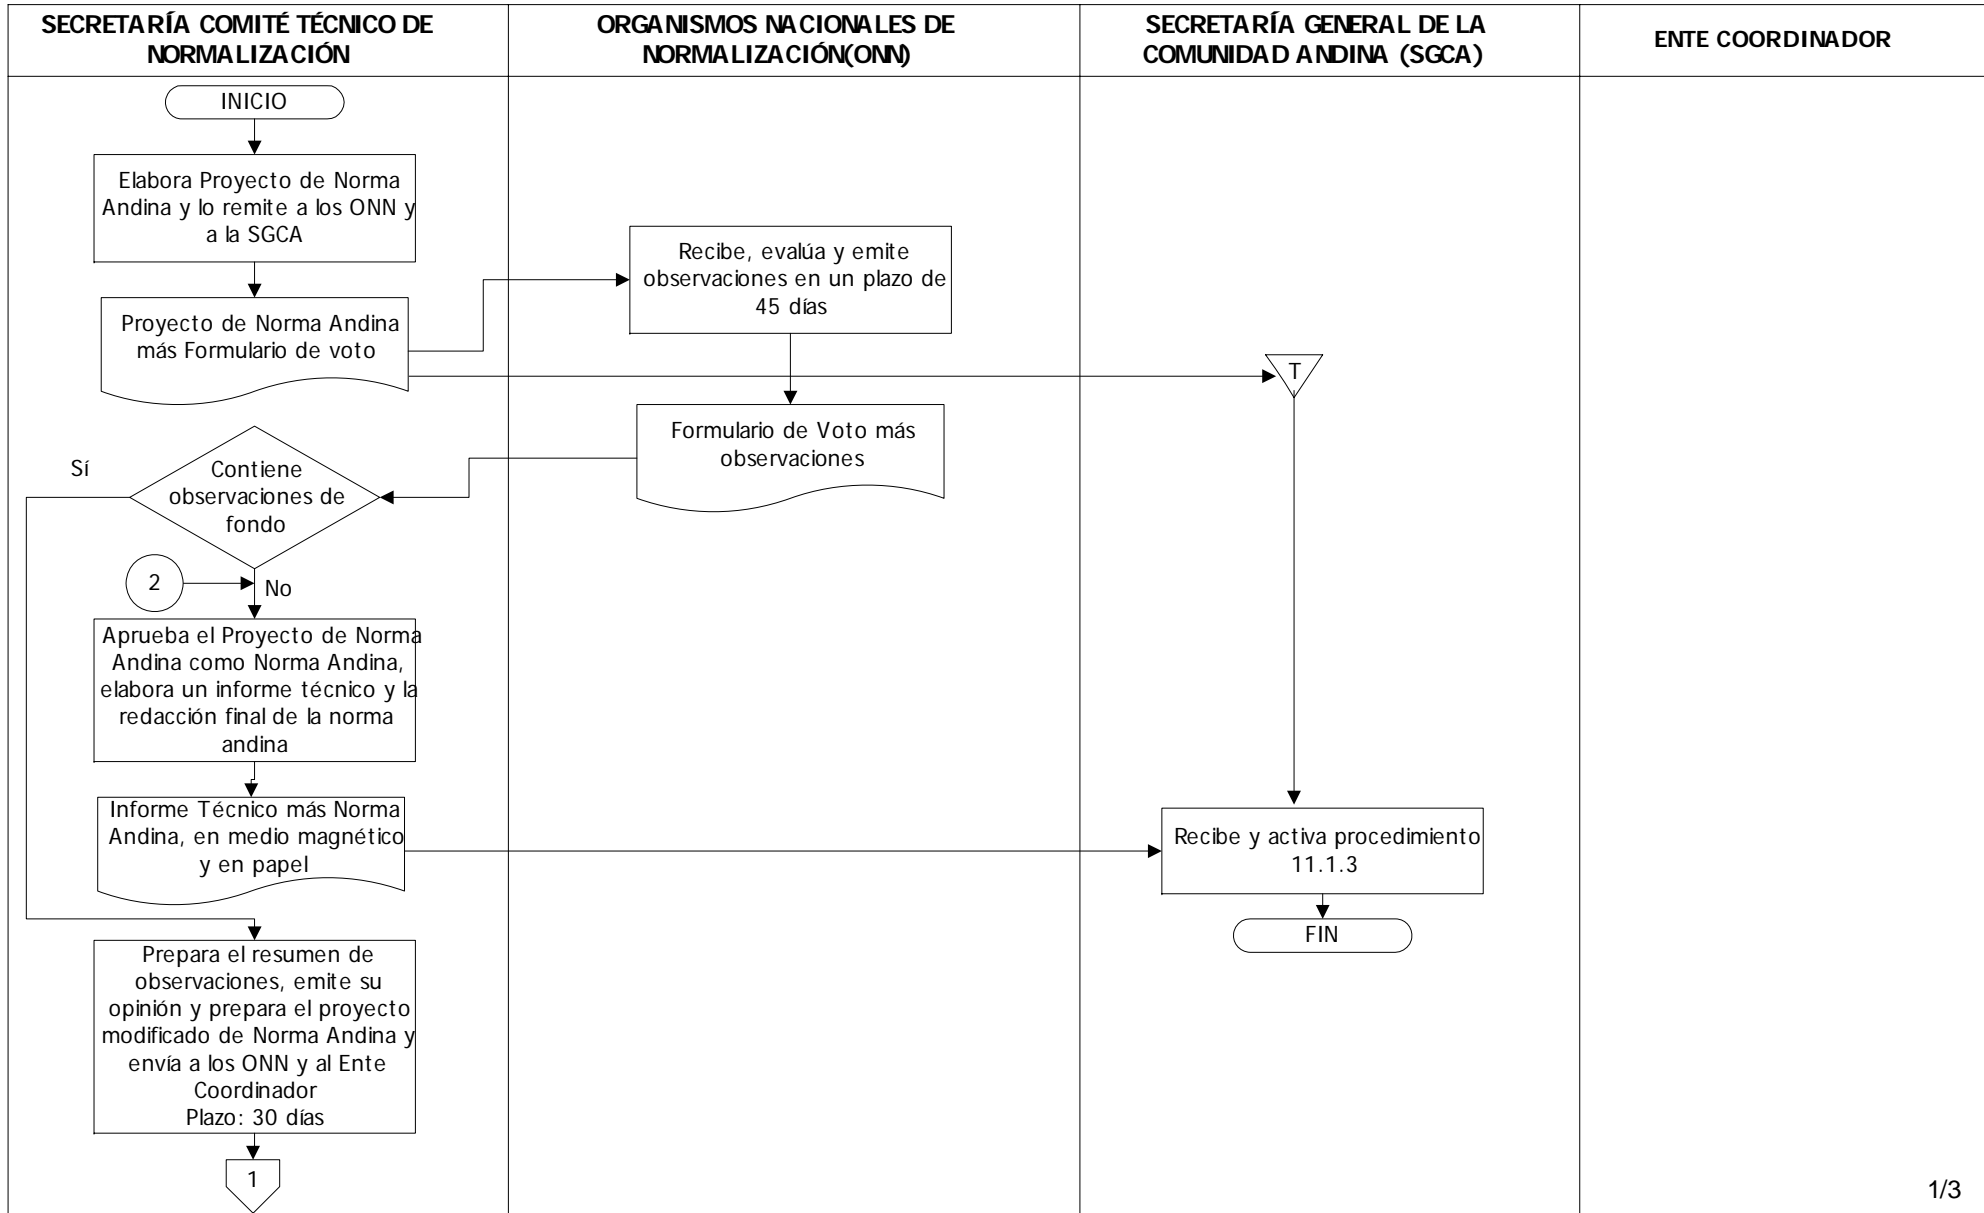 SECRETARÍA COMITÉ TÉCNICO DE
NORMALIZACIÓN
ORGANISMOS NACIONALES DE
NORMALIZACIÓN(ONN)
SECRETARÍA GENERAL DE LA
COMUNIDAD ANDINA (SGCA)
ENTE COORDINADOR
INICIO
Elabora Proyecto de Norma
Andina y lo remite a los ONN y
a la SGCA
Recibe, evalúa y emite
observaciones en un plazo de
45 días
Proyecto de Norma Andina
más Formulario de voto
T
Formulario de Voto más
observaciones
Sí
Contiene
observaciones de
fondo
2
No
Aprueba el Proyecto de Norma
Andina como Norma Andina,
elabora un informe técnico y la
redacción final de la norma
andina
Informe Técnico más Norma
Andina, en medio magnético
y en papel
Recibe y activa procedimiento
11.1.3
FIN
Prepara el resumen de
observaciones, emite su
opinión y prepara el proyecto
modificado de Norma Andina y
envía a los ONN y al Ente
Coordinador
Plazo: 30 días
1
1/3